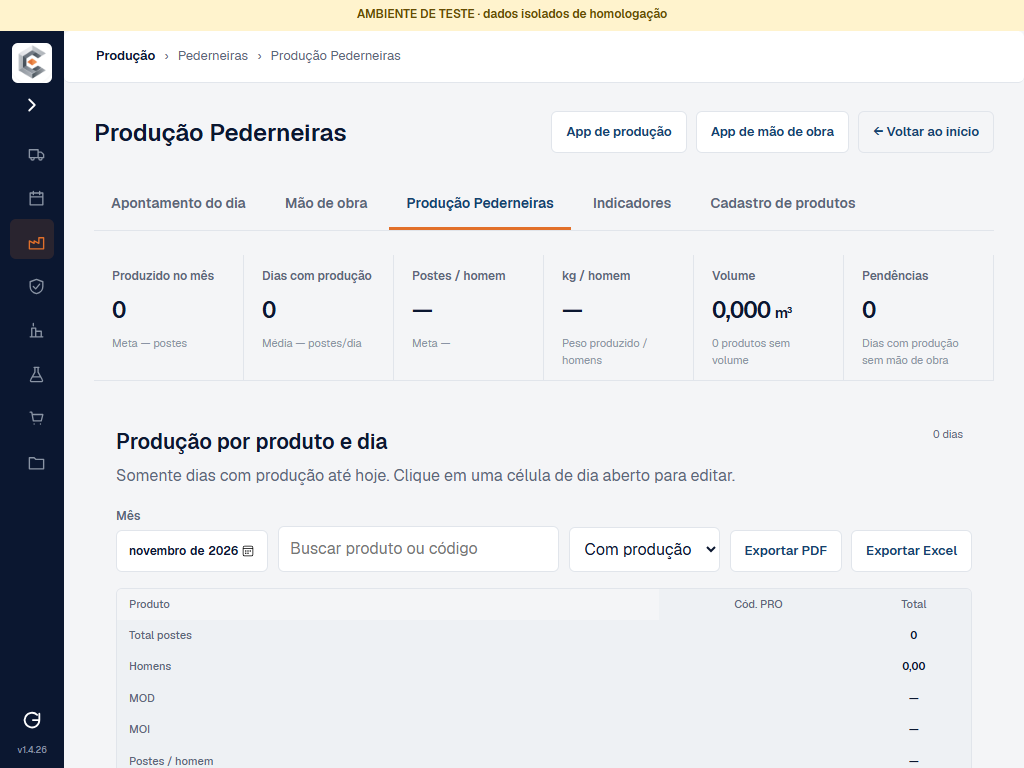 AMBIENTE DE TESTE · dados isolados de homologação
Produção › Pederneiras › Produção Pederneiras
Produção Pederneiras
App de produção
App de mão de obra
← Voltar ao início
Apontamento do dia
Mão de obra
Produção Pederneiras
Indicadores
Cadastro de produtos
Produzido no mês
0
Meta — postes
Dias com produção
0
Média — postes/dia
Postes / homem
—
Meta —
kg / homem
—
Peso produzido /
homens
Volume
0,000 m³
0 produtos sem
volume
Pendências
0
Dias com produção
sem mão de obra
Produção por produto e dia
0 dias
Somente dias com produção até hoje. Clique em uma célula de dia aberto para editar.
Mês
novembro de 2026
Buscar produto ou código
Com produção
Exportar PDF
Exportar Excel
Produto Cód. PRO Total
Total postes 0
Homens 0,00
MOD —
MOI —
Postes / homem —
v1.4.26